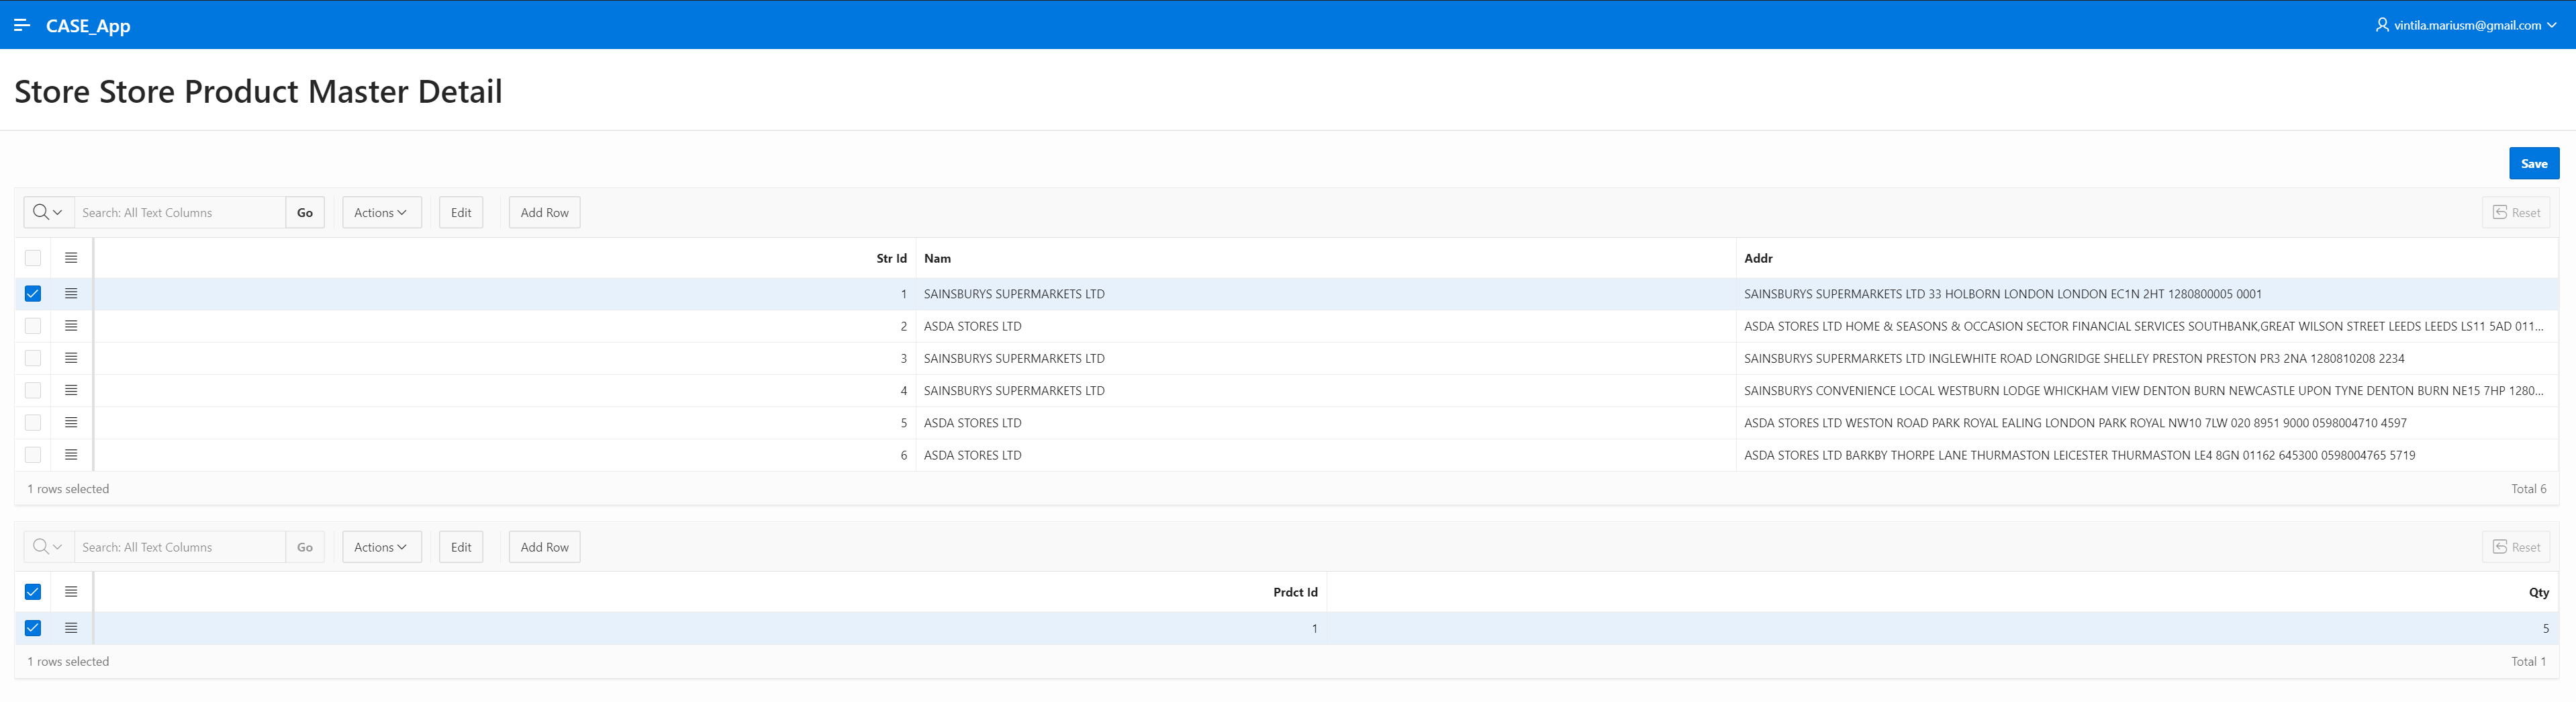 CASE_App
vintila.mariusm@gmail.com
Store Store Product Master Detail
Save
Search: All Text Columns Go Actions Edit Add Row Reset
Str Id Nam Addr
1 SAINSBURYS SUPERMARKETS LTD SAINSBURYS SUPERMARKETS LTD 33 HOLBORN LONDON LONDON EC1N 2HT 1280800005 0001
2 ASDA STORES LTD ASDA STORES LTD HOME & SEASONS & OCCASION SECTOR FINANCIAL SERVICES SOUTHBANK,GREAT WILSON STREET LEEDS LEEDS LS11 5AD 011...
3 SAINSBURYS SUPERMARKETS LTD SAINSBURYS SUPERMARKETS LTD INGLEWHITE ROAD LONGRIDGE SHELLEY PRESTON PRESTON PR3 2NA 1280810208 2234
4 SAINSBURYS SUPERMARKETS LTD SAINSBURYS CONVENIENCE LOCAL WESTBURN LODGE WHICKHAM VIEW DENTON BURN NEWCASTLE UPON TYNE DENTON BURN NE15 7HP 1280...
5 ASDA STORES LTD ASDA STORES LTD WESTON ROAD PARK ROYAL EALING LONDON PARK ROYAL NW10 7LW 020 8951 9000 0598004710 4597
6 ASDA STORES LTD ASDA STORES LTD BARKBY THORPE LANE THURMASTON LEICESTER THURMASTON LE4 8GN 01162 645300 0598004765 5719
1 rows selected Total 6
Search: All Text Columns Go Actions Edit Add Row Reset
Prdct Id Qty
1 5
1 rows selected Total 1